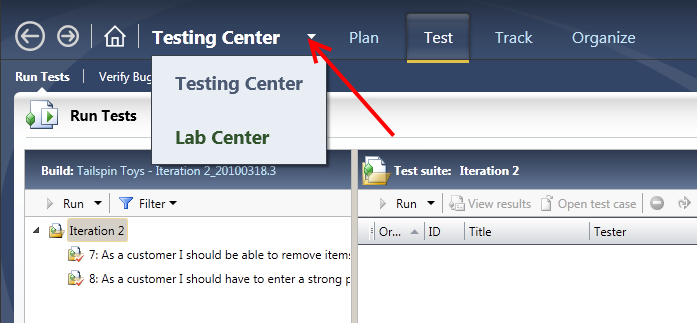 Testing Center Plan Test Track Organize
Testing Center
Lab Center
Run Tests Verify Bug
Run Tests
Build: Tailspin Toys - Iteration 2_20100318.3
Run Filter
Iteration 2
7: As a customer I should be able to remove items
8: As a customer I should have to enter a strong p
Test suite: Iteration 2
Run View results Open test case
Or... ID Title Tester